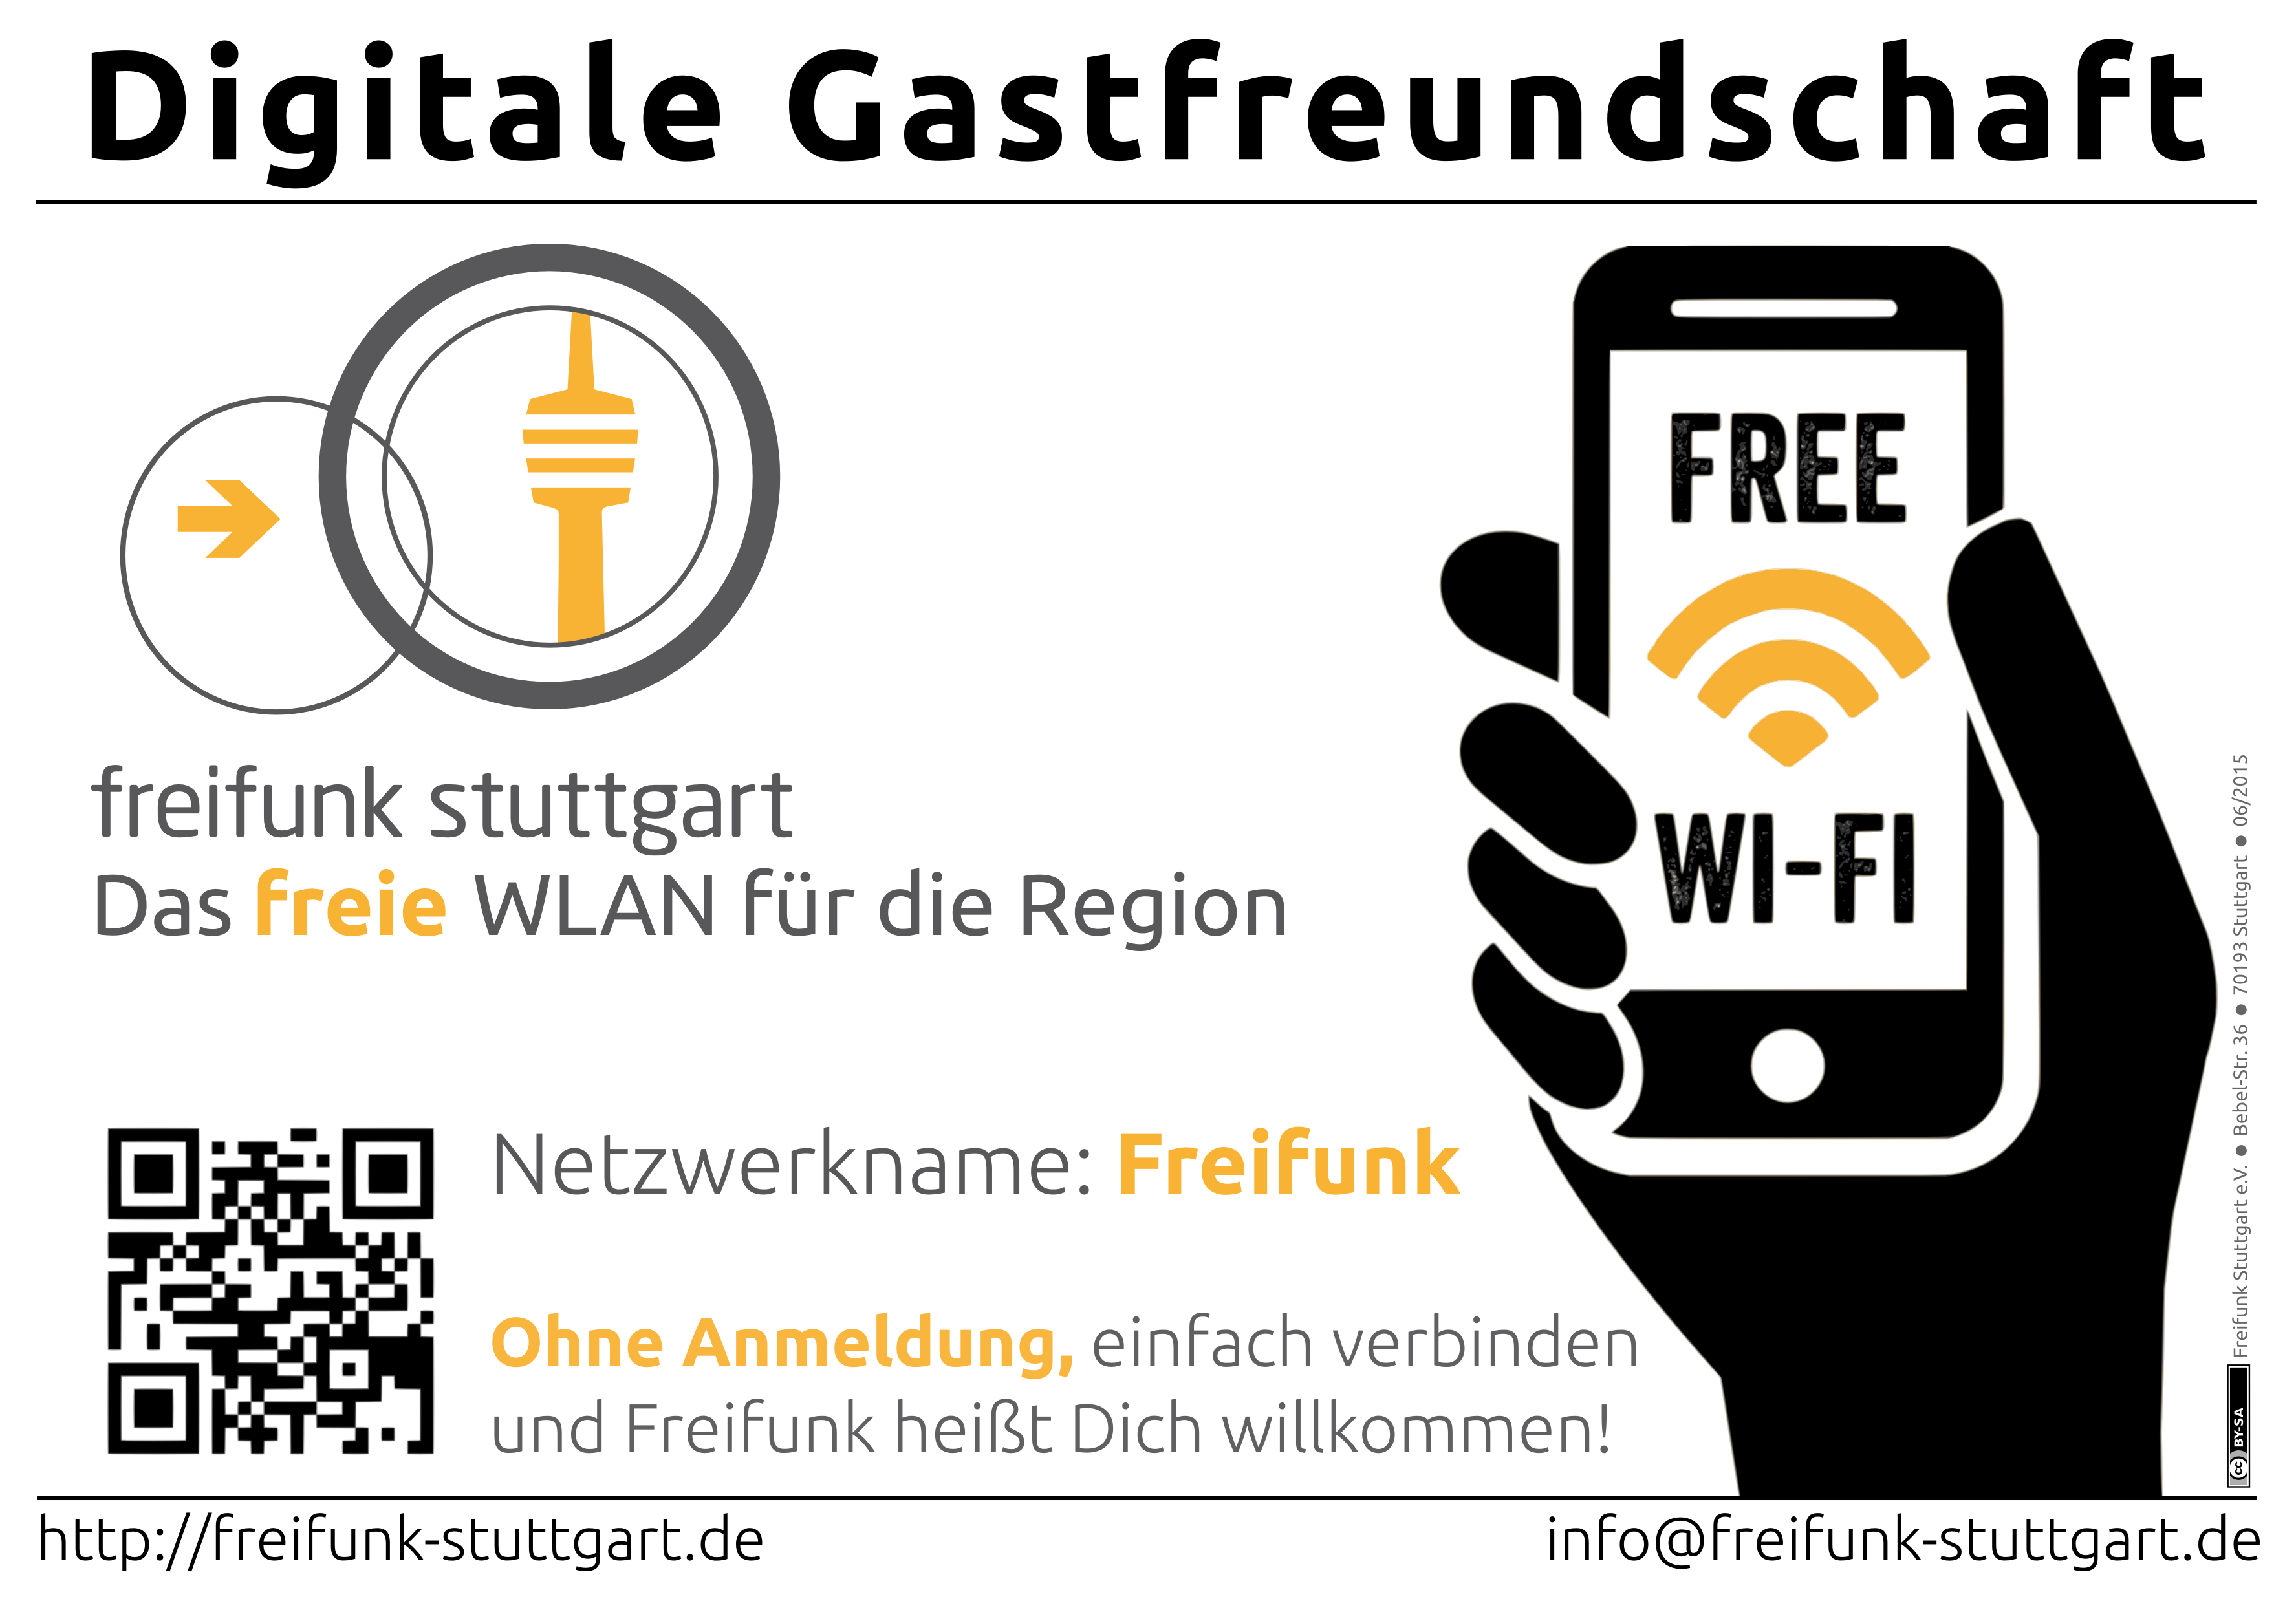 Digitale Gastfreundschaft
FREE
WI-FI
freifunk stuttgart
Das freie WLAN für die Region
Netzwerkname: Freifunk
Ohne Anmeldung, einfach verbinden
und Freifunk heißt Dich willkommen!
http://freifunk-stuttgart.de
info@freifunk-stuttgart.de
cc BY-SA Freifunk Stuttgart e.V. ● Bebel-Str. 36 ● 70193 Stuttgart ● 06/2015